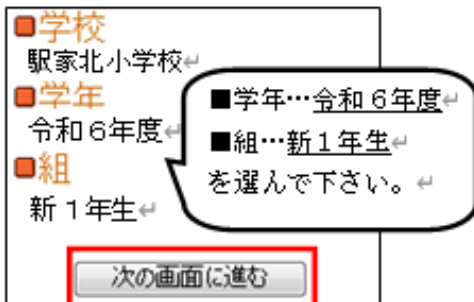 ■学校
駅家北小学校↵
■学年
令和６年度↵
■組
新１年生↵
■学年…令和６年度↵
■組…新１年生↵
を選んで下さい。↵
次の画面に進む